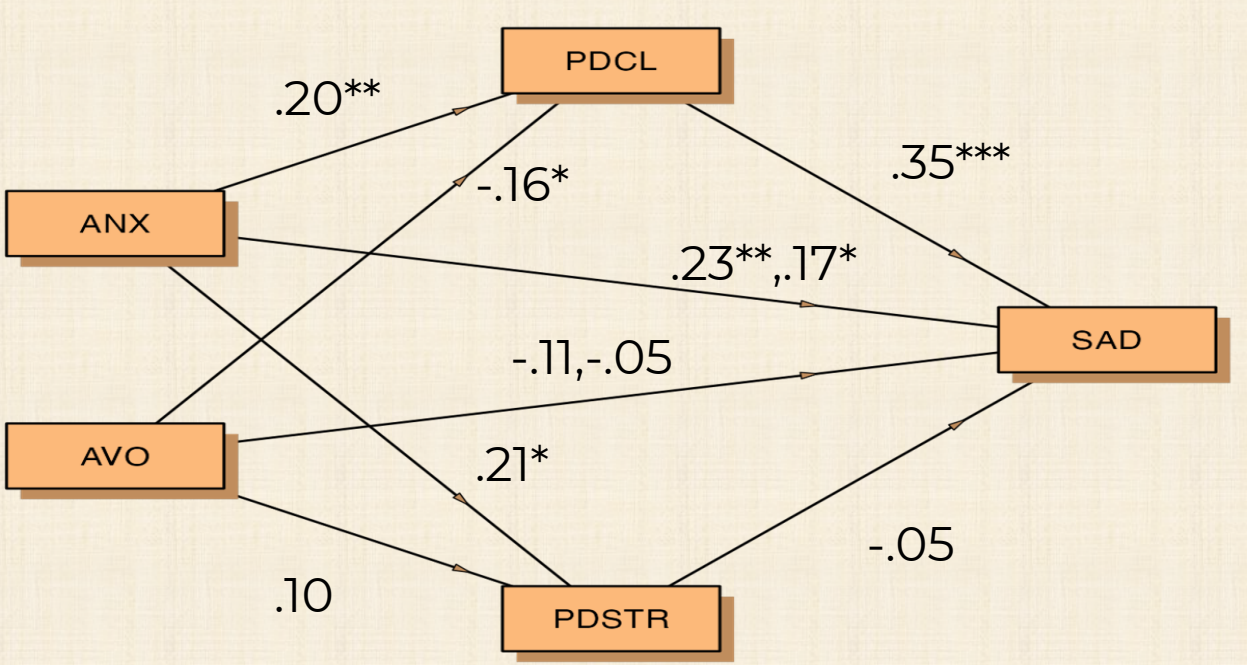 PDCL
.20**
.35***
-.16*
ANX
.23**,.17*
SAD
-.11,-.05
AVO
.21*
-.05
.10
PDSTR